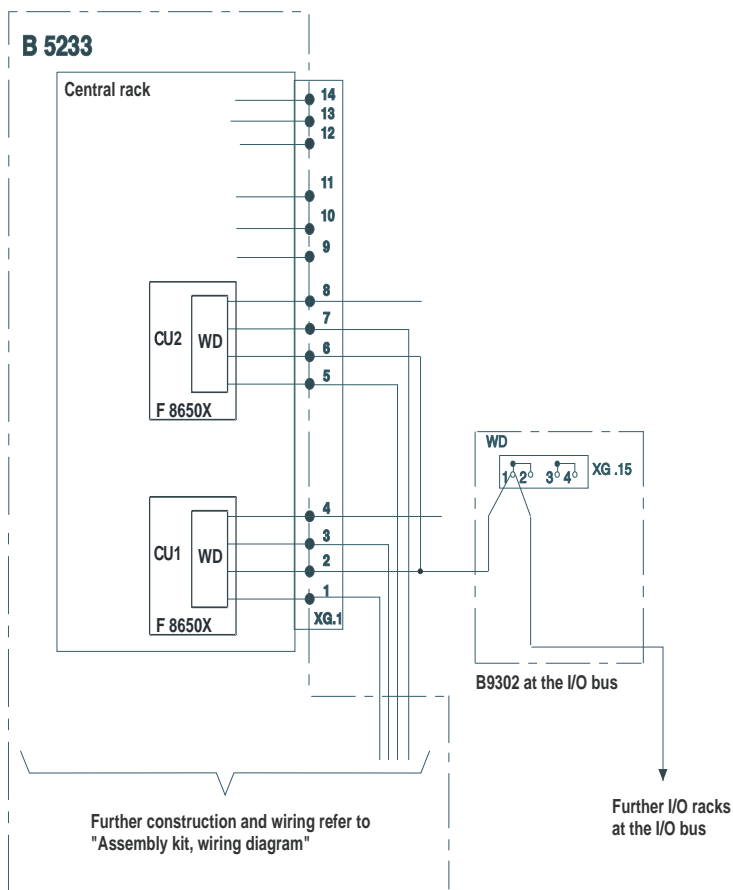 B 5233
Central rack
14
13
12
11
10
9
8
7
6
5
CU2
WD
F 8650X
WD
1 2 3 4
XG .15
4
3
2
1
CU1
WD
F 8650X
XG.1
B9302 at the I/O bus
Further construction and wiring refer to
"Assembly kit, wiring diagram"
Further I/O racks
at the I/O bus